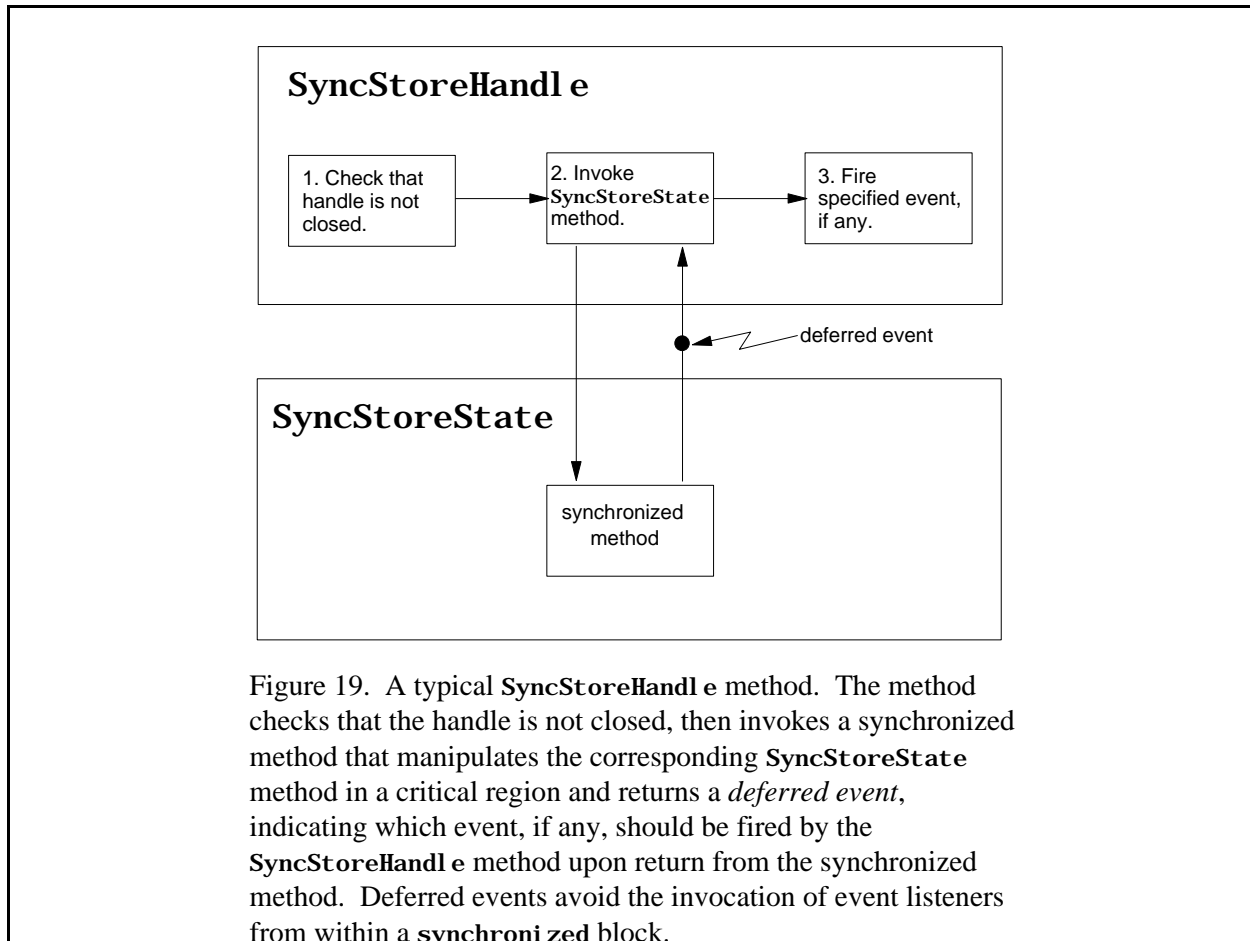 SyncStoreHandle
1. Check that
handle is not
closed.
2. Invoke
SyncStoreState
method.
3. Fire
specified event,
if any.
deferred event
SyncStoreState
synchronized
method
Figure 19. A typical SyncStoreHandle method. The method
checks that the handle is not closed, then invokes a synchronized
method that manipulates the corresponding SyncStoreState
method in a critical region and returns a deferred event,
indicating which event, if any, should be fired by the
SyncStoreHandle method upon return from the synchronized
method. Deferred events avoid the invocation of event listeners
from within a synchronized block.